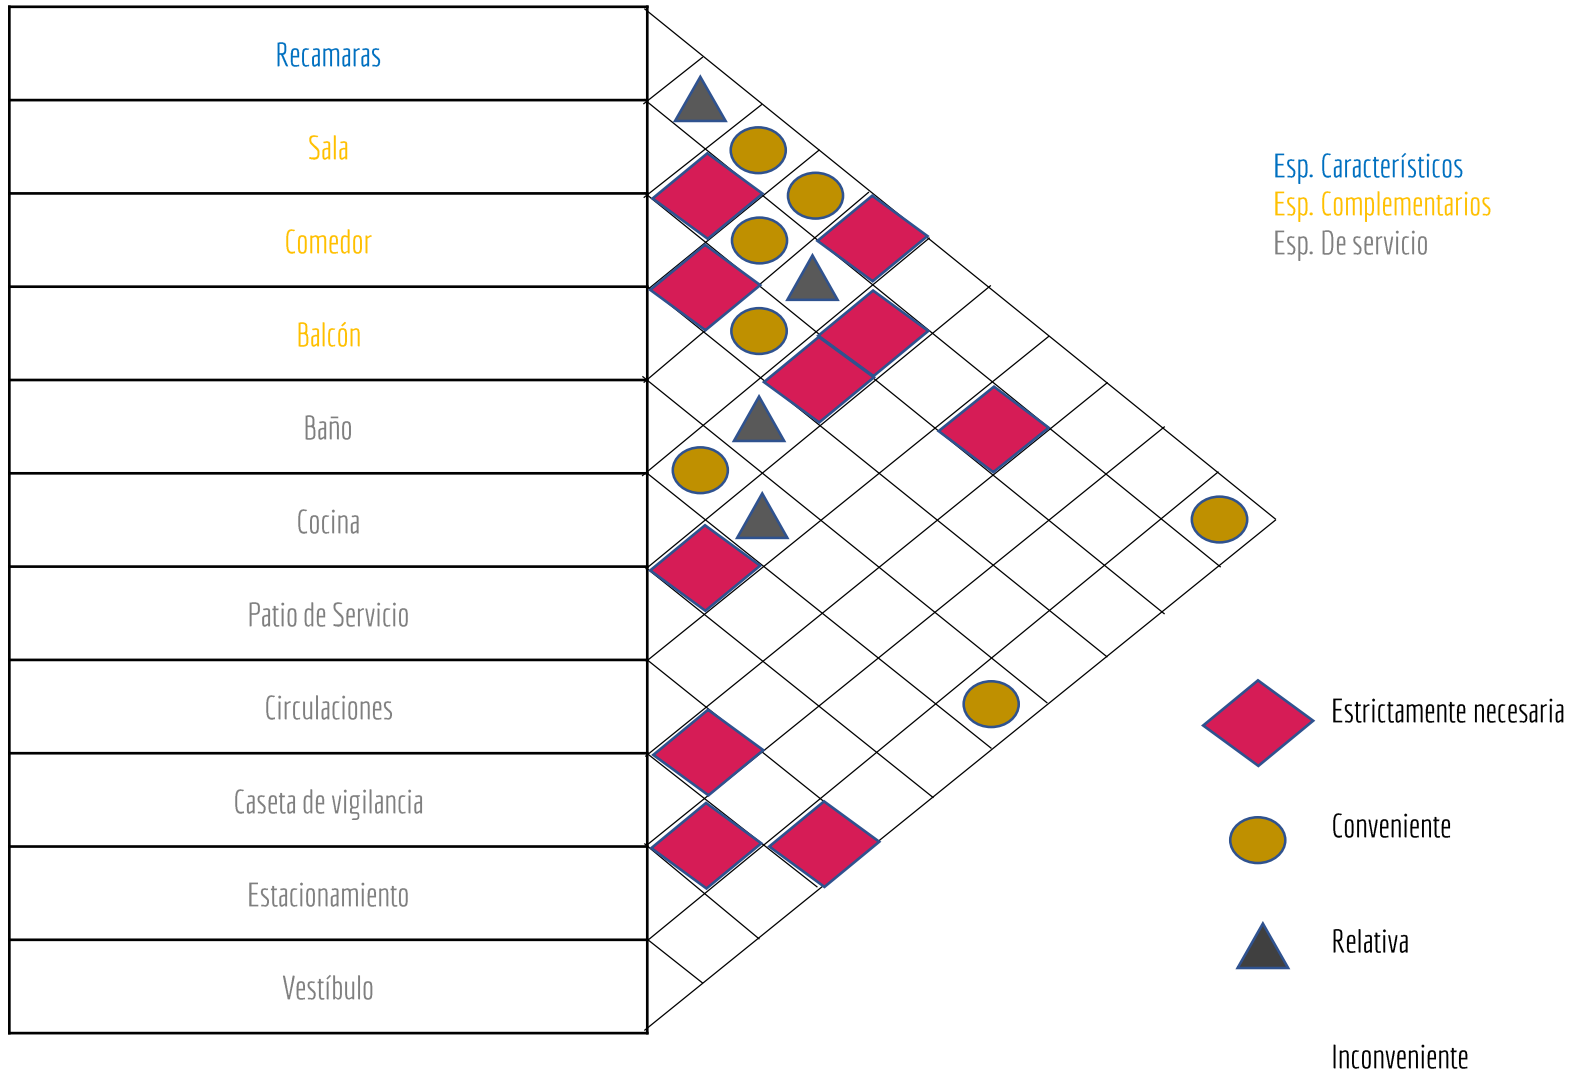 Recamaras
Sala
Comedor
Balcón
Baño
Cocina
Patio de Servicio
Circulaciones
Caseta de vigilancia
Estacionamiento
Vestíbulo
Esp. Característicos
Esp. Complementarios
Esp. De servicio
Estrictamente necesaria
Conveniente
Relativa
Inconveniente